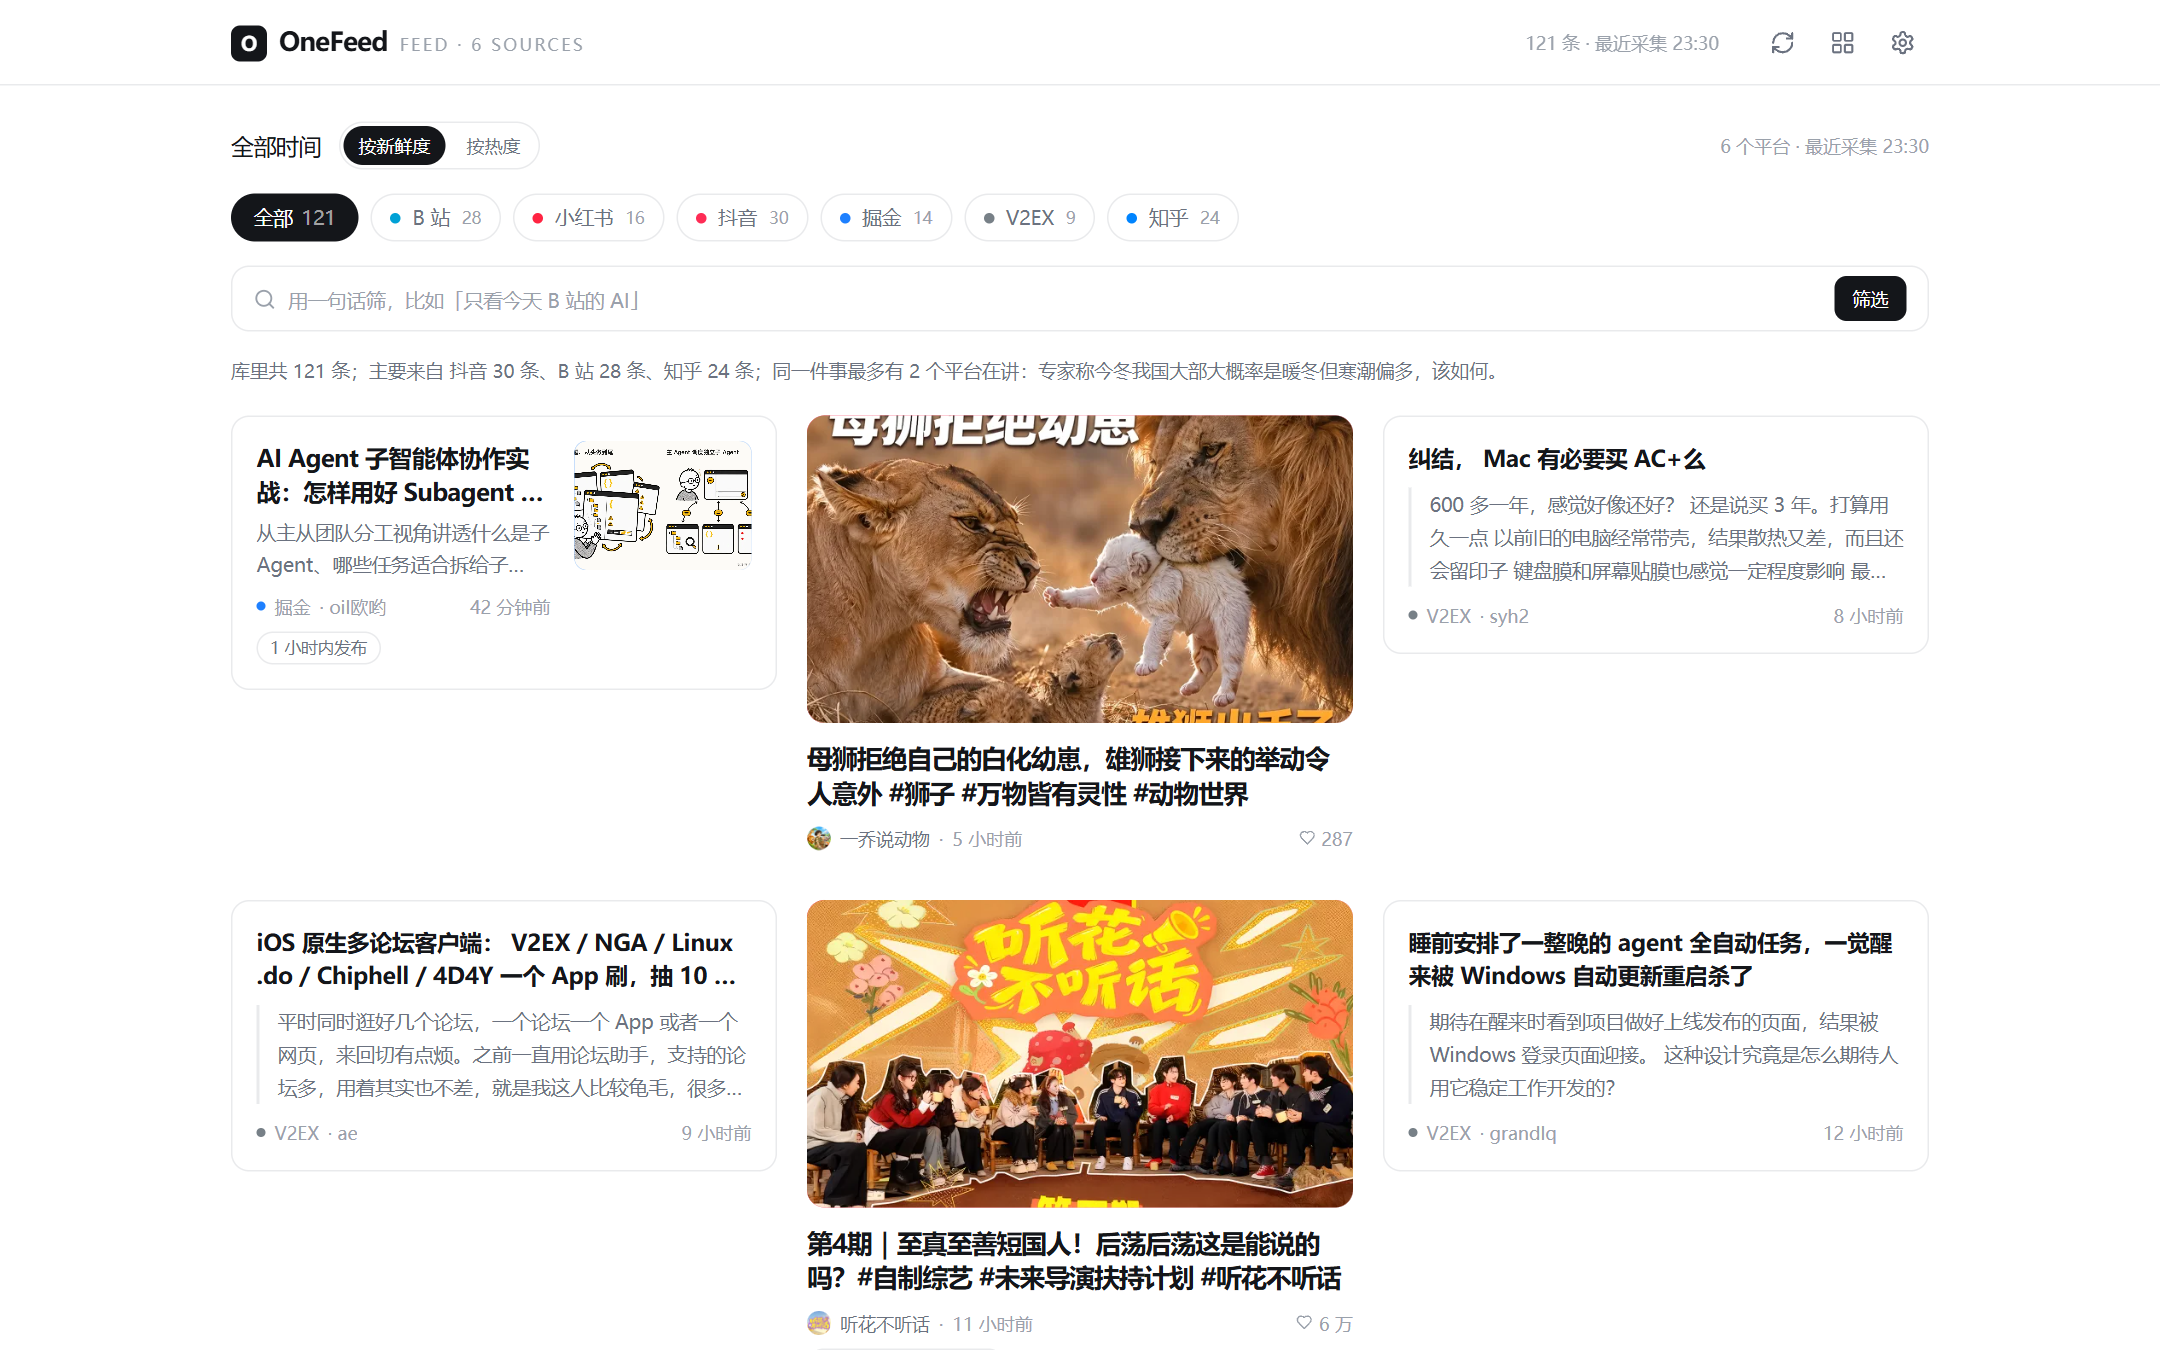 O OneFeed FEED · 6 SOURCES
121 条 · 最近采集 23:30
全部时间 按新鲜度 按热度
6 个平台 · 最近采集 23:30
全部 121 B 站 28 小红书 16 抖音 30 掘金 14 V2EX 9 知乎 24
用一句话筛，比如「只看今天 B 站的 AI」
筛选
库里共 121 条；主要来自 抖音 30 条、B 站 28 条、知乎 24 条；同一件事最多有 2 个平台在讲：专家称今冬我国大部大概率是暖冬但寒潮偏多，该如何。
AI Agent 子智能体协作实
战：怎样用好 Subagent ...
从主从团队分工视角讲透什么是子
Agent、哪些任务适合拆给子...
掘金 · oil欧哟 42 分钟前
1 小时内发布
母狮拒绝幼崽
母狮拒绝自己的白化幼崽，雄狮接下来的举动令
人意外 #狮子 #万物皆有灵性 #动物世界
一乔说动物 · 5 小时前 287
纠结， Mac 有必要买 AC+么
600 多一年，感觉好像还好？ 还是说买 3 年。打算用
久一点 以前旧的电脑经常带壳，结果散热又差，而且还
会留印子 键盘膜和屏幕贴膜也感觉一定程度影响 最...
V2EX · syh2 8 小时前
iOS 原生多论坛客户端： V2EX / NGA / Linux
.do / Chiphell / 4D4Y 一个 App 刷，抽 10 ...
平时同时逛好几个论坛，一个论坛一个 App 或者一个
网页，来回切有点烦。之前一直用论坛助手，支持的论
坛多，用着其实也不差，就是我这人比较龟毛，很多...
V2EX · ae 9 小时前
听花
不听话
第4期｜至真至善短国人！后荡后荡这是能说的
吗？#自制综艺 #未来导演扶持计划 #听花不听话
听花不听话 · 11 小时前 6 万
睡前安排了一整晚的 agent 全自动任务，一觉醒
来被 Windows 自动更新重启杀了
期待在醒来时看到项目做好上线发布的页面，结果被
Windows 登录页面迎接。 这种设计究竟是怎么期待人
用它稳定工作开发的？
V2EX · grandlq 12 小时前